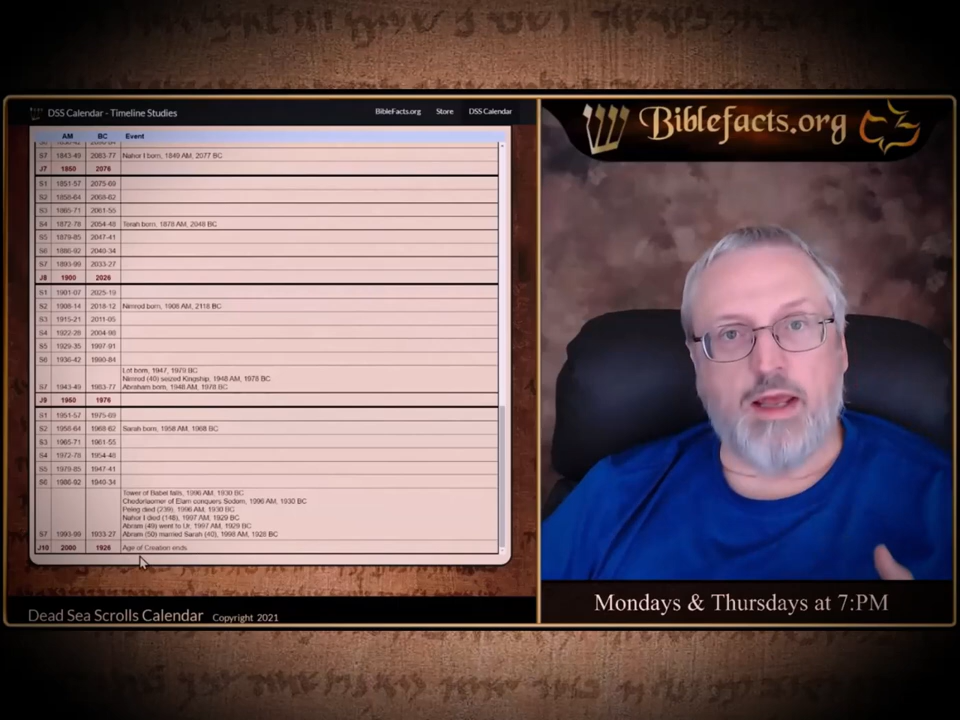 DSS Calendar - Timeline Studies
BibleFacts.org Store DSS Calendar
AM BC Event
S7 1843-49 2083-77 Nahor I born, 1849 AM, 2077 BC
J7 1850 2076
S1 1851-57 2075-69
S2 1858-64 2068-62
S3 1865-71 2061-55
S4 1872-78 2054-48 Terah born, 1878 AM, 2048 BC
S5 1879-85 2047-41
S6 1886-92 2040-34
S7 1893-99 2033-27
J8 1900 2026
S1 1901-07 2025-19
S2 1908-14 2018-12 Nimrod born, 1908 AM, 2118 BC
S3 1915-21 2011-05
S4 1922-28 2004-98
S5 1929-35 1997-91
S6 1936-42 1990-84
Lot born, 1947, 1979 BC
Nimrod (40) seized Kingship, 1948 AM, 1978 BC
S7 1943-49 1983-77 Abraham born, 1948 AM, 1978 BC
J9 1950 1976
S1 1951-57 1975-69
S2 1958-64 1968-62 Sarah born, 1958 AM, 1968 BC
S3 1965-71 1961-55
S4 1972-78 1954-48
S5 1979-85 1947-41
S6 1986-92 1940-34
Tower of Babel falls, 1996 AM, 1930 BC
Chedorlaomer of Elam conquers Sodom, 1996 AM, 1930 BC
Peleg died (239), 1996 AM, 1930 BC
Nahor I died (148), 1997 AM, 1929 BC
Abram (49) went to Ur, 1997 AM, 1929 BC
S7 1993-99 1933-27 Abram (50) married Sarah (40), 1998 AM, 1928 BC
J10 2000 1926 Age of Creation ends
Dead Sea Scrolls Calendar Copyright 2021
Biblefacts.org
Mondays & Thursdays at 7:PM